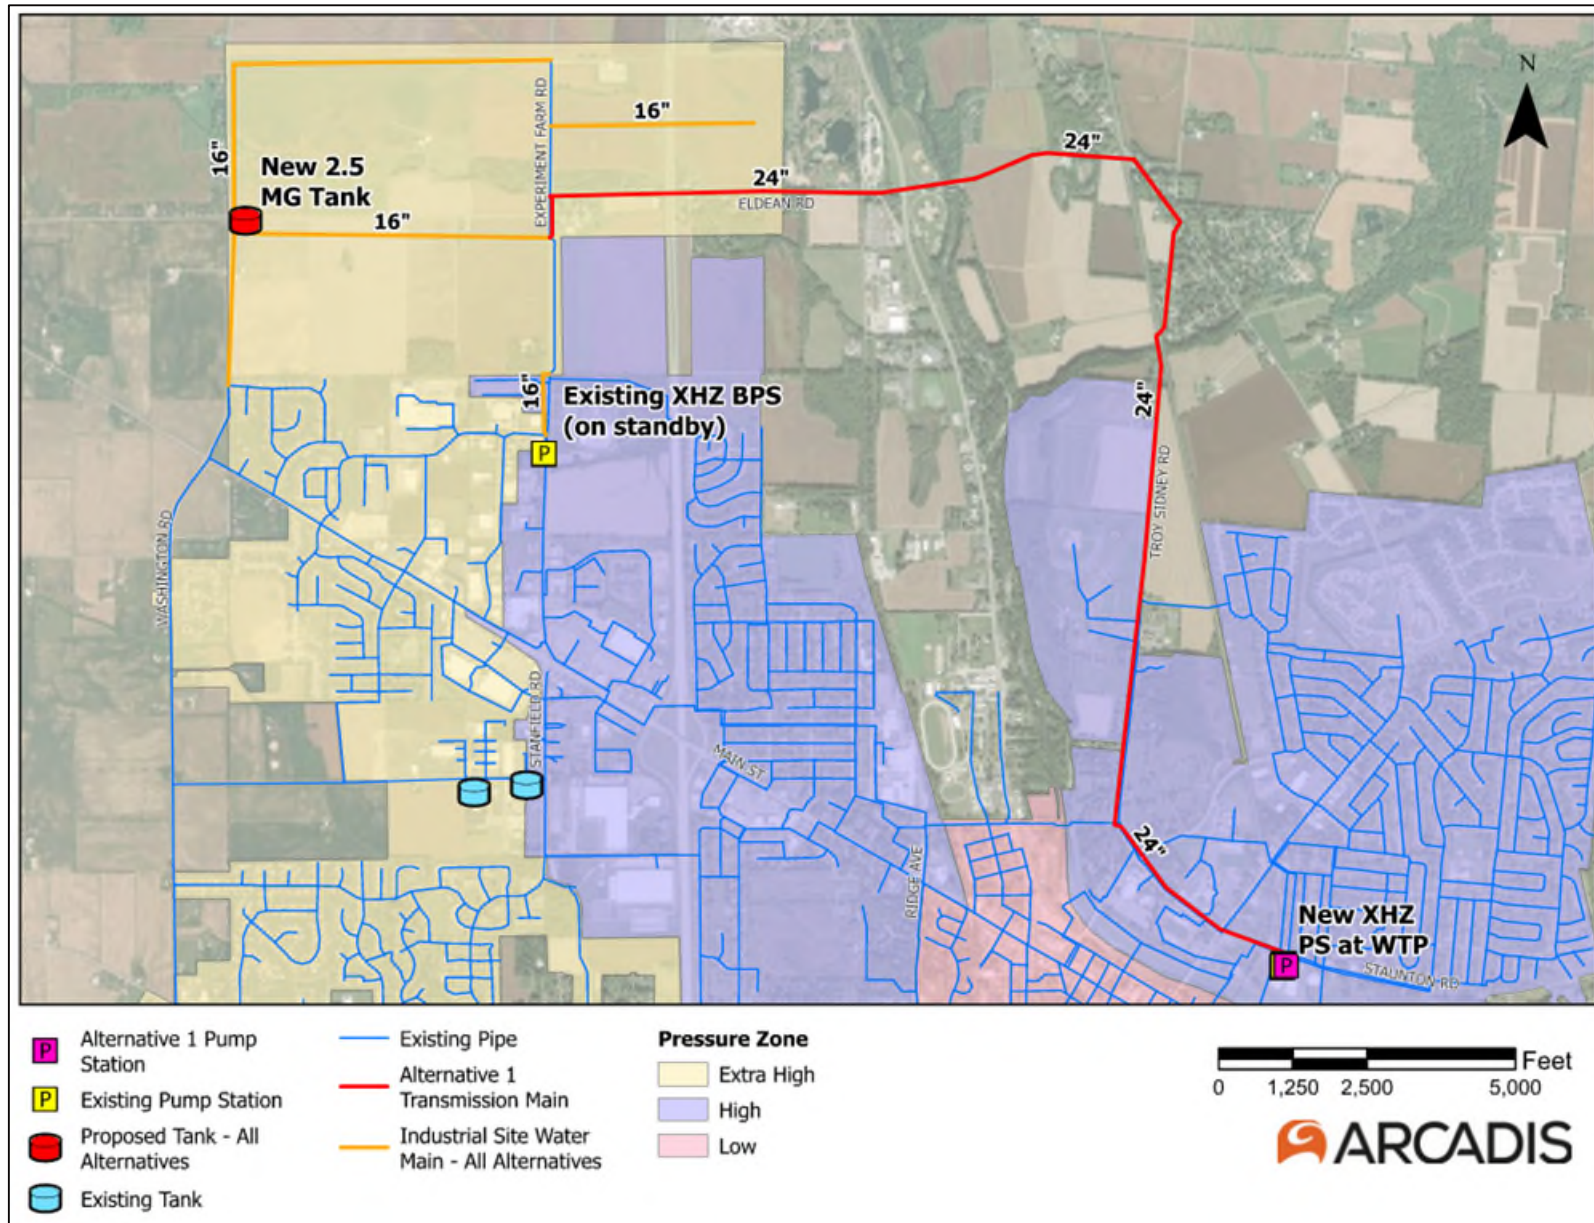 N
16"
EXPERIMENT FARM RD
16"
New 2.5
MG Tank
16"
24"
ELDEAN RD
24"
16"
Existing XHZ BPS
(on standby)
P
24"
TROY SIDNEY RD
WASHINGTON RD
STANFIELD RD
MAIN ST
24"
RIDGE AVE
New XHZ
PS at WTP
P
STAUNTON RD
P
Alternative 1 Pump
Station
P
Existing Pump Station
Proposed Tank - All
Alternatives
Existing Tank
Existing Pipe
Alternative 1
Transmission Main
Industrial Site Water
Main - All Alternatives
Pressure Zone
Extra High
High
Low
Feet
0 1,250 2,500 5,000
ARCADIS